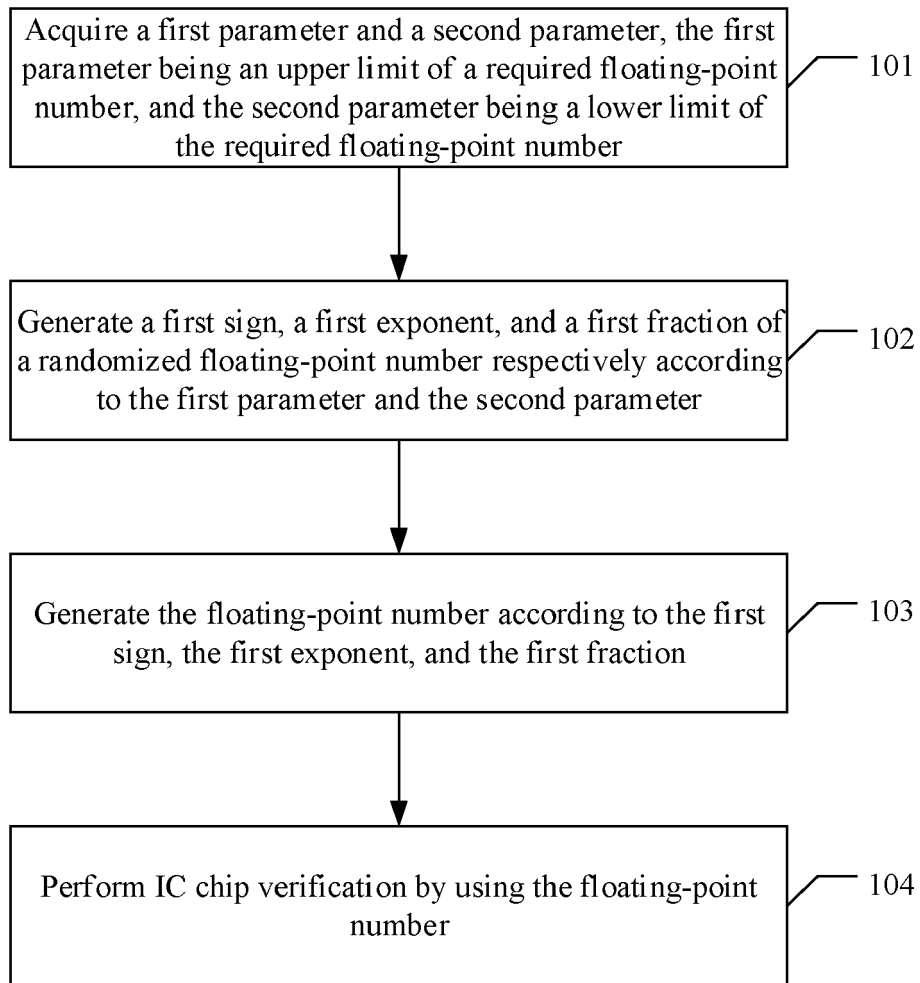 Acquire a first parameter and a second parameter, the first
parameter being an upper limit of a required floating-point
number, and the second parameter being a lower limit of
the required floating-point number
101
Generate a first sign, a first exponent, and a first fraction of
a randomized floating-point number respectively according
to the first parameter and the second parameter
102
Generate the floating-point number according to the first
sign, the first exponent, and the first fraction
103
Perform IC chip verification by using the floating-point
number
104